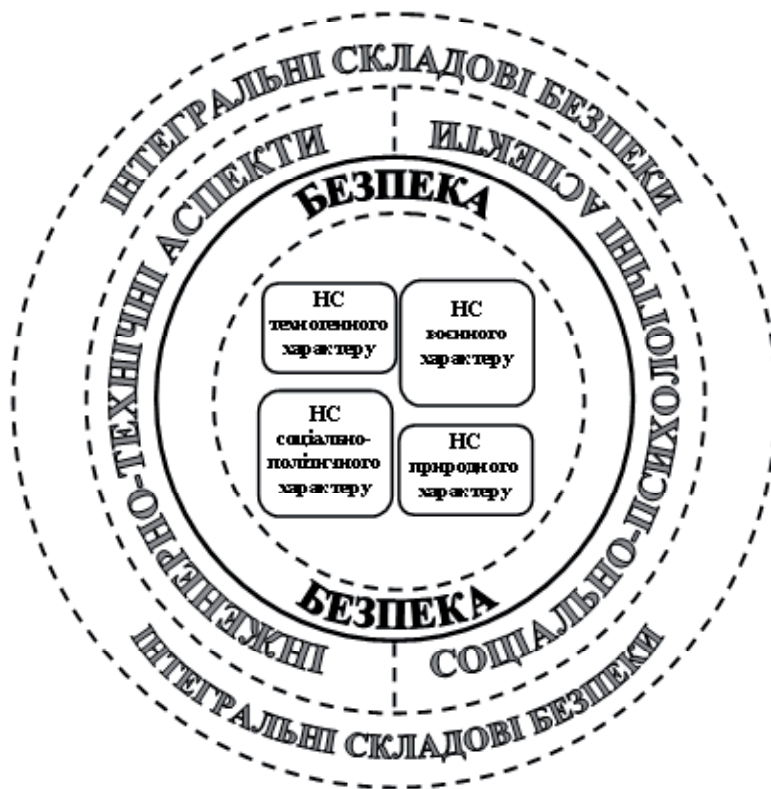 ІНТЕГРАЛЬНІ СКЛАДОВІ БЕЗПЕКИ
ІНЖЕНЕРНО-ТЕХНІЧНІ АСПЕКТИ
СОЦІАЛЬНО-ПСИХОЛОГІЧНІ АСПЕКТИ
БЕЗПЕКА
НС
техногенного
характеру
НС
воєнного
характеру
НС
соціально-
політичного
характеру
НС
природного
характеру
БЕЗПЕКА
ІНТЕГРАЛЬНІ СКЛАДОВІ БЕЗПЕКИ